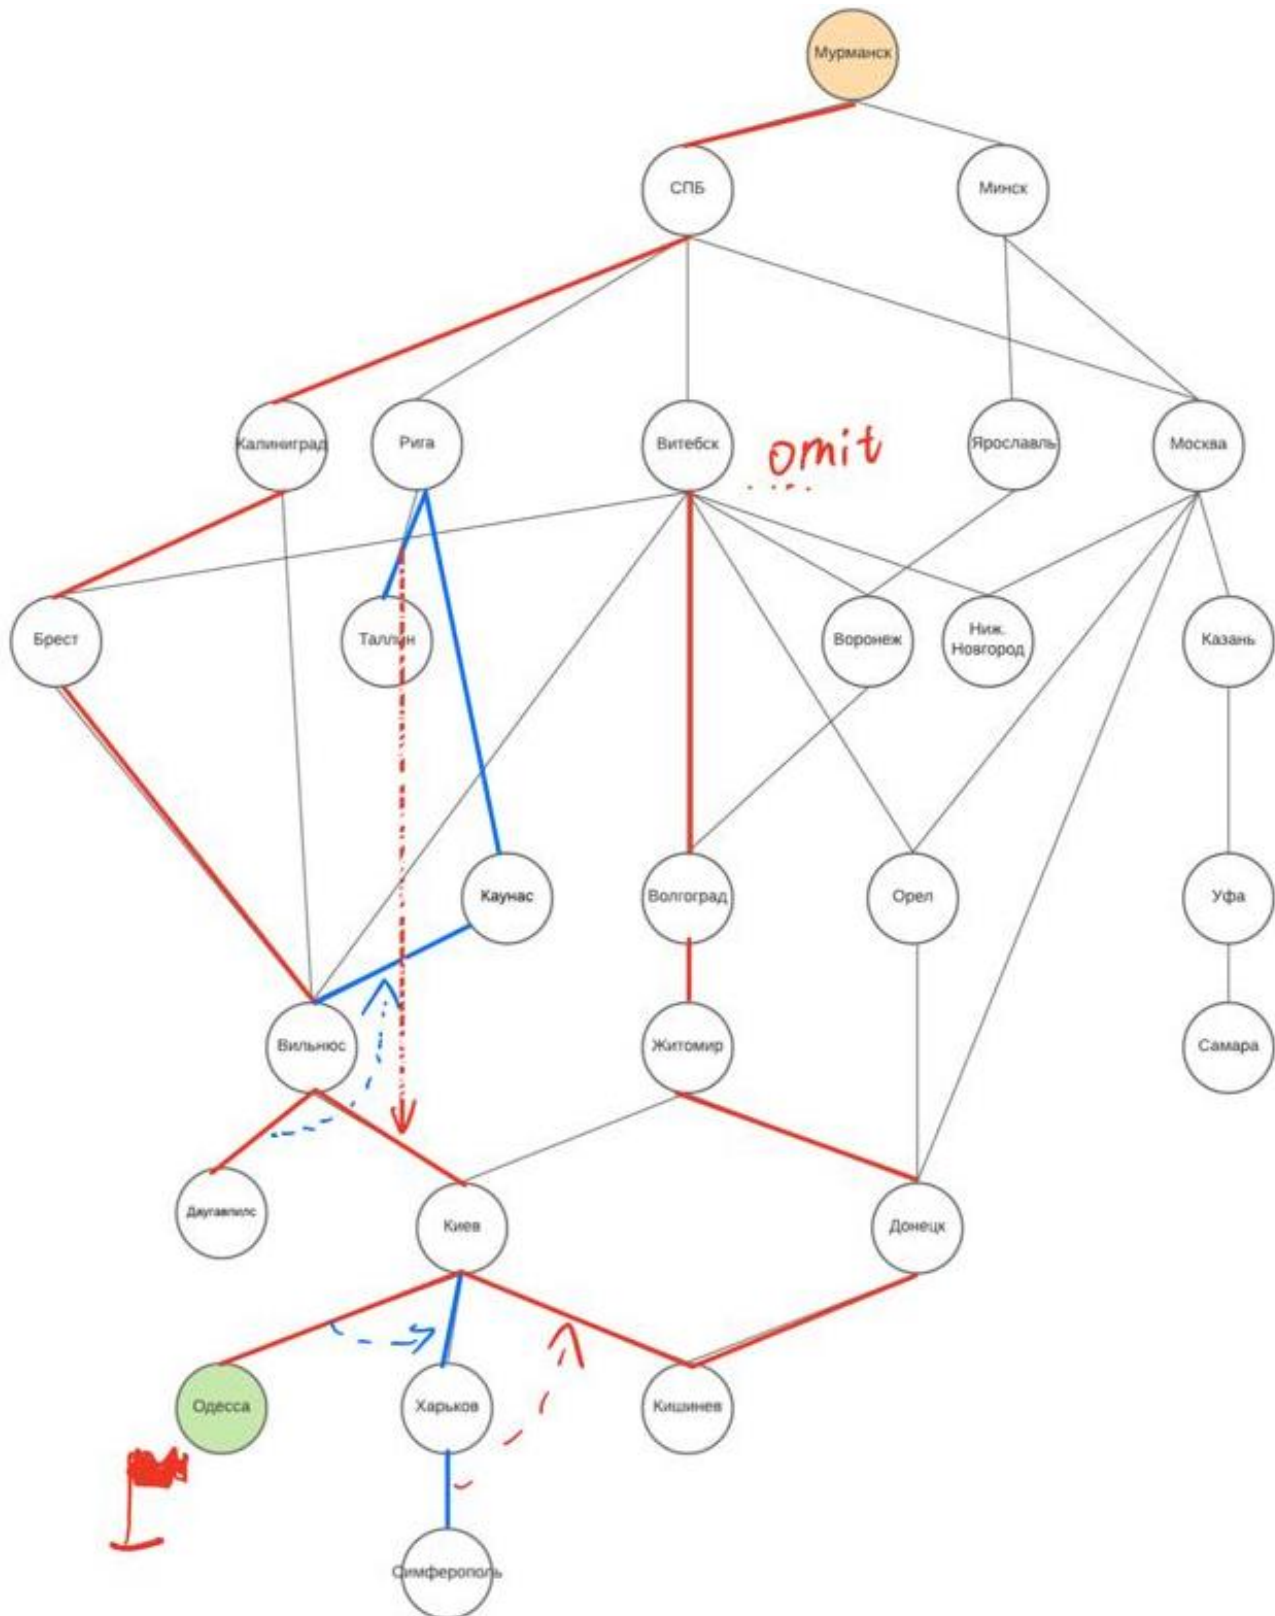 Мурманск
СПБ
Минск
Калиниград
Рига
Витебск
omit
Ярославль
Москва
Брест
Таллин
Воронеж
Ниж.
Новгород
Казань
Каунас
Волгоград
Орел
Уфа
Вильнюс
Житомир
Самара
Даугавпилс
Киев
Донецк
Одесса
Харьков
Кишинев
Симферополь